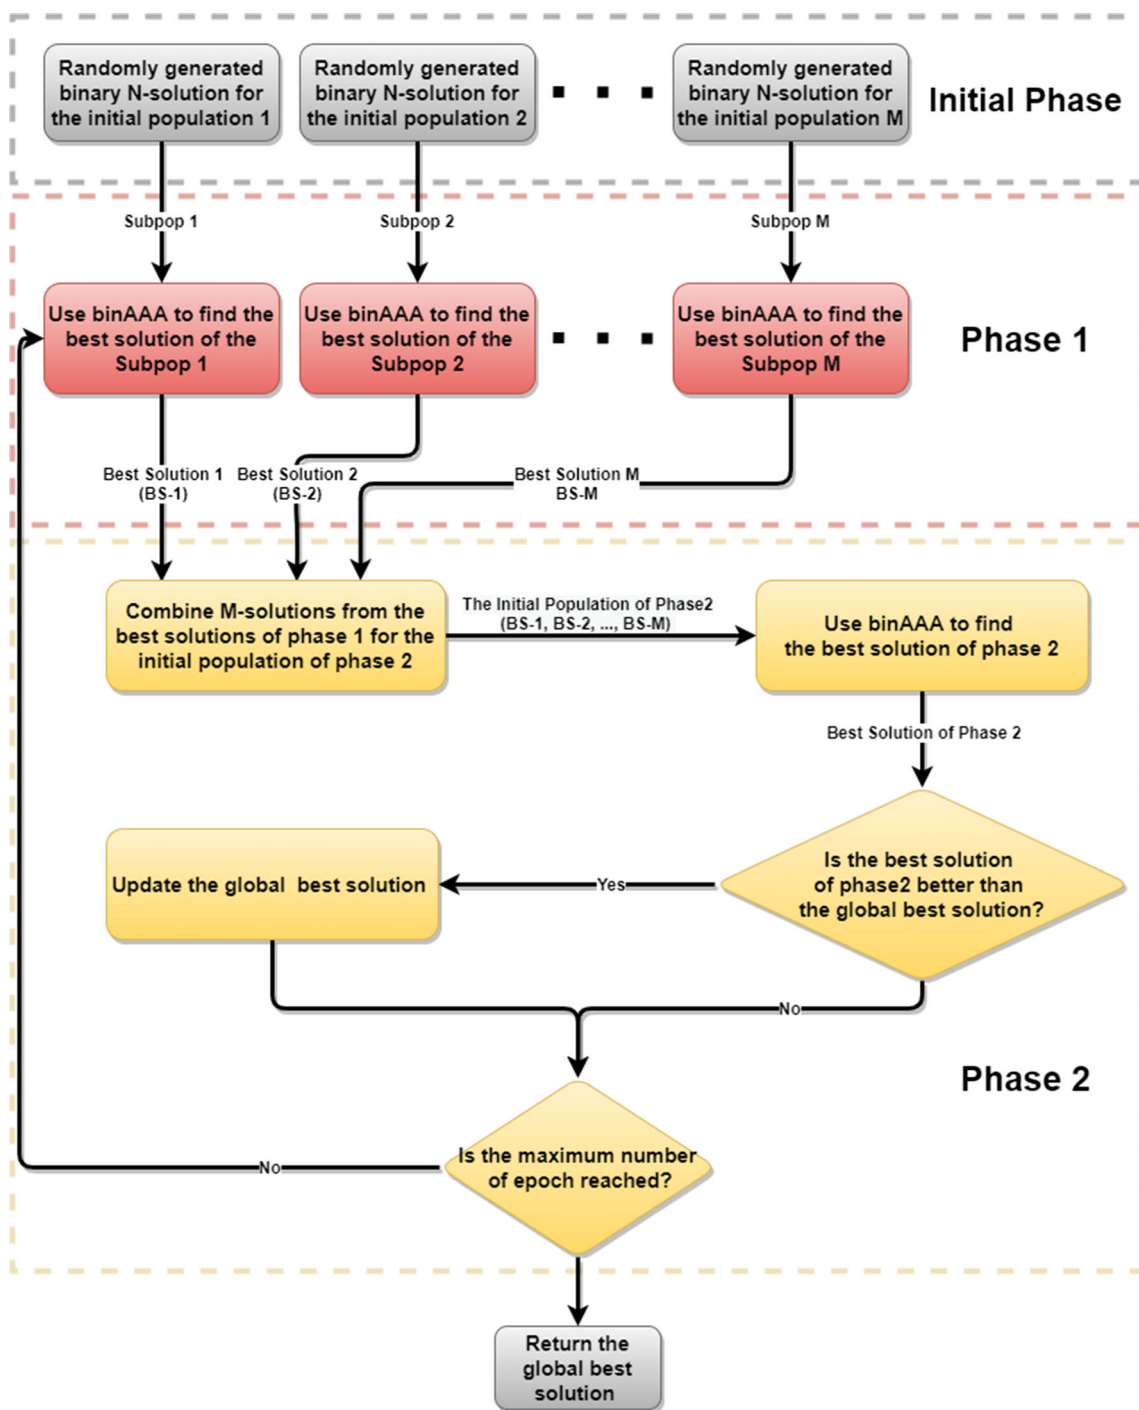 Randomly generated
binary N-solution for
the initial population 1
Randomly generated
binary N-solution for
the initial population 2
Randomly generated
binary N-solution for
the initial population M
Initial Phase
Subpop 1
Subpop 2
Subpop M
Use binAAA to find the
best solution of the
Subpop 1
Use binAAA to find the
best solution of the
Subpop 2
Use binAAA to find the
best solution of the
Subpop M
Phase 1
Best Solution 1
(BS-1)
Best Solution 2
(BS-2)
Best Solution M
BS-M
Combine M-solutions from the
best solutions of phase 1 for the
initial population of phase 2
The Initial Population of Phase2
(BS-1, BS-2, ..., BS-M)
Use binAAA to find
the best solution of phase 2
Best Solution of Phase 2
Is the best solution
of phase2 better than
the global best solution?
Yes
Update the global best solution
No
Phase 2
Is the maximum number
of epoch reached?
No
Return the
global best
solution